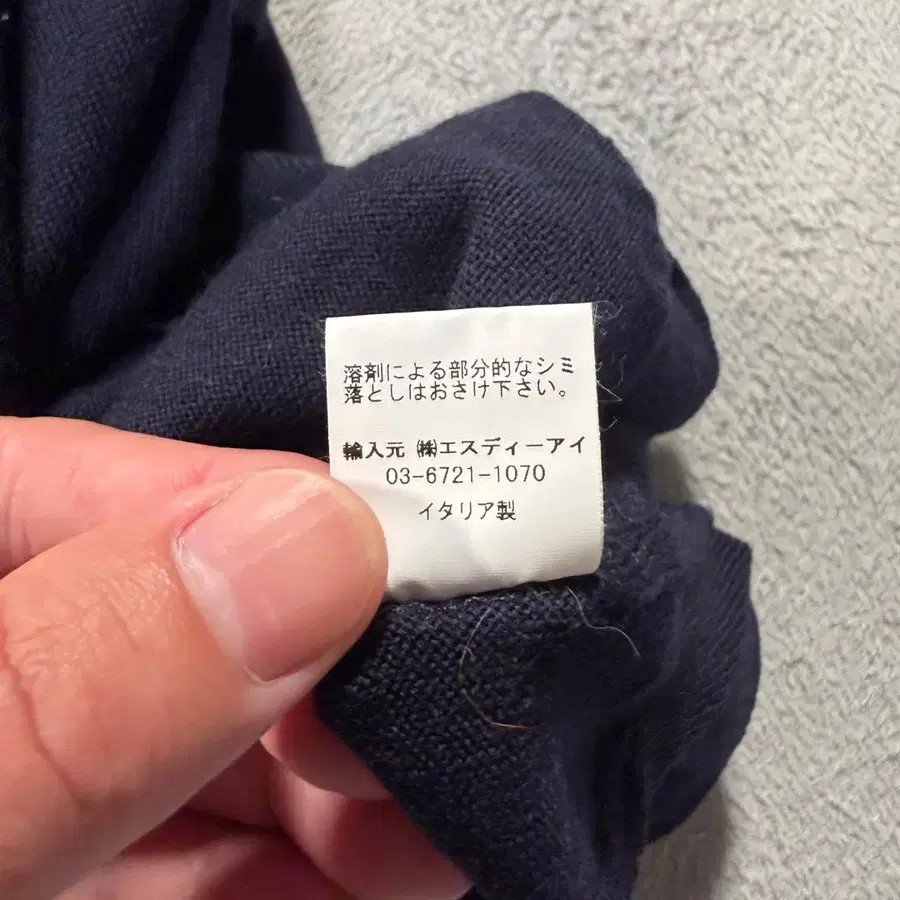 溶剤による部分的なシミ
落としはおさけ下さい。
輸入元 ㈱エスディーアイ
03-6721-1070
イタリア製